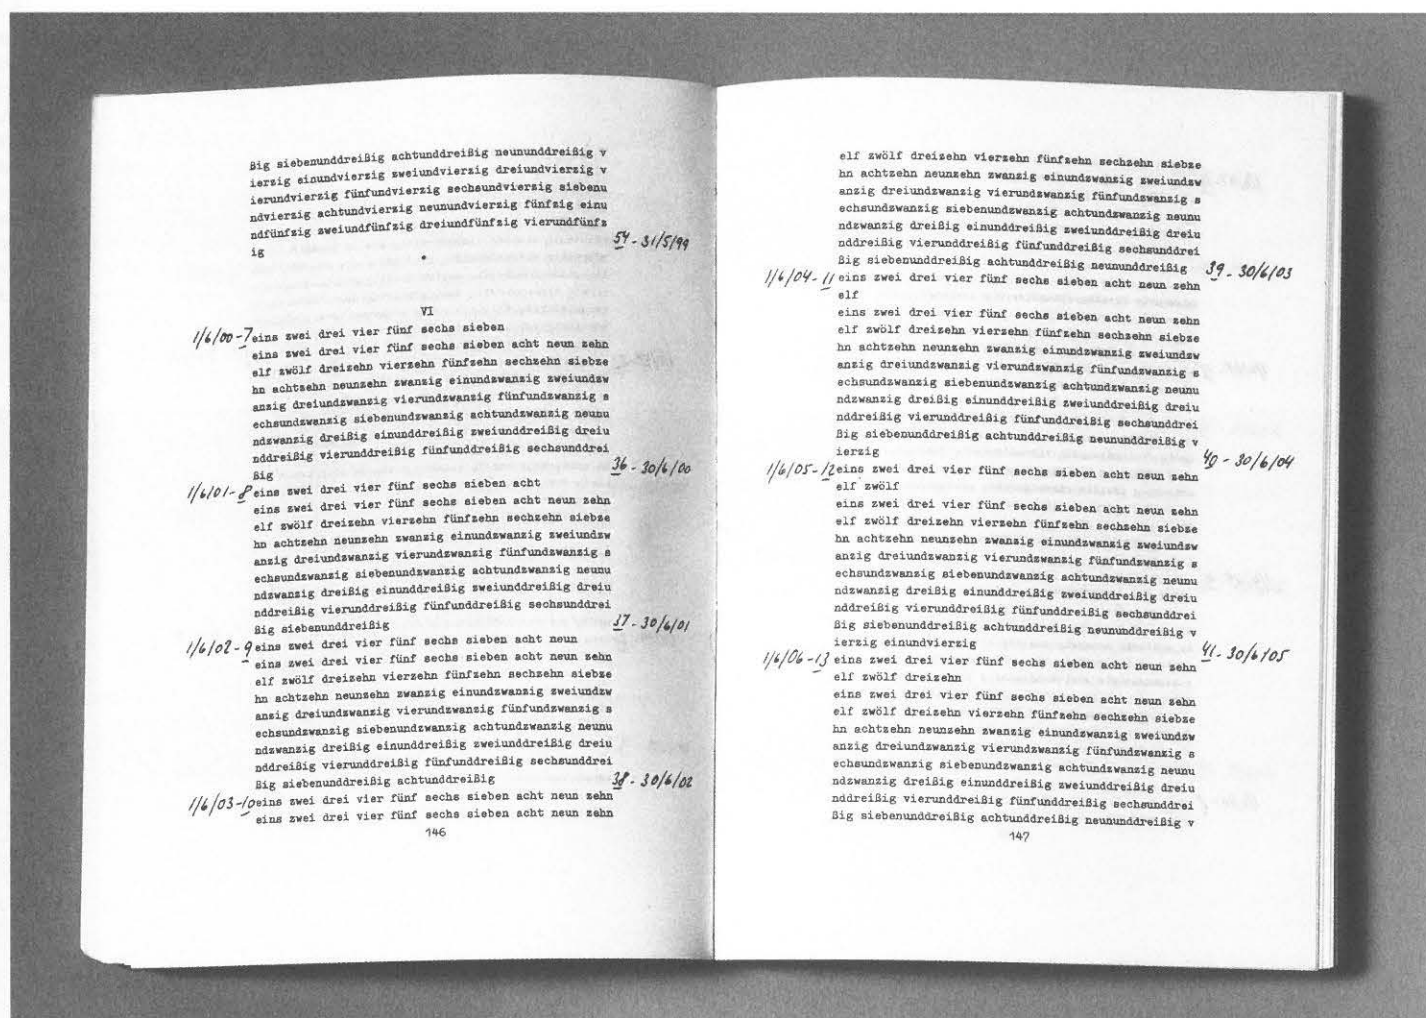 ßig siebenunddreißig achtunddreißig neununddreißig v
ierzig einundvierzig zweiundvierzig dreiundvierzig v
ierundvierzig fünfundvierzig sechsundvierzig siebenu
ndvierzig achtundvierzig neunundvierzig fünfzig einu
ndfünfzig zweiundfünfzig dreiundfünfzig vierundfünfz
ig 54 - 31/5/99
VI
1/6/00-7 eins zwei drei vier fünf sechs sieben
eins zwei drei vier fünf sechs sieben acht neun zehn
elf zwölf dreizehn vierzehn fünfzehn sechzehn siebze
hn achtzehn neunzehn zwanzig einundzwanzig zweiundzw
anzig dreiundzwanzig vierundzwanzig fünfundzwanzig s
echsundzwanzig siebenundzwanzig achtundzwanzig neunu
ndzwanzig dreißig einunddreißig zweiunddreißig dreiu
nddreißig vierunddreißig fünfunddreißig sechsunddrei
ßig 36 - 30/6/00
1/6/01-8 eins zwei drei vier fünf sechs sieben acht
eins zwei drei vier fünf sechs sieben acht neun zehn
elf zwölf dreizehn vierzehn fünfzehn sechzehn siebze
hn achtzehn neunzehn zwanzig einundzwanzig zweiundzw
anzig dreiundzwanzig vierundzwanzig fünfundzwanzig s
echsundzwanzig siebenundzwanzig achtundzwanzig neunu
ndzwanzig dreißig einunddreißig zweiunddreißig dreiu
nddreißig vierunddreißig fünfunddreißig sechsunddrei
ßig siebenunddreißig 37 - 30/6/01
1/6/02-9 eins zwei drei vier fünf sechs sieben acht neun
eins zwei drei vier fünf sechs sieben acht neun zehn
elf zwölf dreizehn vierzehn fünfzehn sechzehn siebze
hn achtzehn neunzehn zwanzig einundzwanzig zweiundzw
anzig dreiundzwanzig vierundzwanzig fünfundzwanzig s
echsundzwanzig siebenundzwanzig achtundzwanzig neunu
ndzwanzig dreißig einunddreißig zweiunddreißig dreiu
nddreißig vierunddreißig fünfunddreißig sechsunddrei
ßig siebenunddreißig achtunddreißig 38 - 30/6/02
1/6/03-10 eins zwei drei vier fünf sechs sieben acht neun zehn
eins zwei drei vier fünf sechs sieben acht neun zehn
146
elf zwölf dreizehn vierzehn fünfzehn sechzehn siebze
hn achtzehn neunzehn zwanzig einundzwanzig zweiundzw
anzig dreiundzwanzig vierundzwanzig fünfundzwanzig s
echsundzwanzig siebenundzwanzig achtundzwanzig neunu
ndzwanzig dreißig einunddreißig zweiunddreißig dreiu
nddreißig vierunddreißig fünfunddreißig sechsunddrei
ßig siebenunddreißig achtunddreißig neununddreißig 39 - 30/6/03
1/6/04-11 eins zwei drei vier fünf sechs sieben acht neun zehn
elf
eins zwei drei vier fünf sechs sieben acht neun zehn
elf zwölf dreizehn vierzehn fünfzehn sechzehn siebze
hn achtzehn neunzehn zwanzig einundzwanzig zweiundzw
anzig dreiundzwanzig vierundzwanzig fünfundzwanzig s
echsundzwanzig siebenundzwanzig achtundzwanzig neunu
ndzwanzig dreißig einunddreißig zweiunddreißig dreiu
nddreißig vierunddreißig fünfunddreißig sechsunddrei
ßig siebenunddreißig achtunddreißig neununddreißig v
ierzig 40 - 30/6/04
1/6/05-12 eins zwei drei vier fünf sechs sieben acht neun zehn
elf zwölf
eins zwei drei vier fünf sechs sieben acht neun zehn
elf zwölf dreizehn vierzehn fünfzehn sechzehn siebze
hn achtzehn neunzehn zwanzig einundzwanzig zweiundzw
anzig dreiundzwanzig vierundzwanzig fünfundzwanzig s
echsundzwanzig siebenundzwanzig achtundzwanzig neunu
ndzwanzig dreißig einunddreißig zweiunddreißig dreiu
nddreißig vierunddreißig fünfunddreißig sechsunddrei
ßig siebenunddreißig achtunddreißig neununddreißig v
ierzig einundvierzig 41 - 30/6/05
1/6/06-13 eins zwei drei vier fünf sechs sieben acht neun zehn
elf zwölf dreizehn
eins zwei drei vier fünf sechs sieben acht neun zehn
elf zwölf dreizehn vierzehn fünfzehn sechzehn siebze
hn achtzehn neunzehn zwanzig einundzwanzig zweiundzw
anzig dreiundzwanzig vierundzwanzig fünfundzwanzig s
echsundzwanzig siebenundzwanzig achtundzwanzig neunu
ndzwanzig dreißig einunddreißig zweiunddreißig dreiu
nddreißig vierunddreißig fünfunddreißig sechsunddrei
ßig siebenunddreißig achtunddreißig neununddreißig v
147